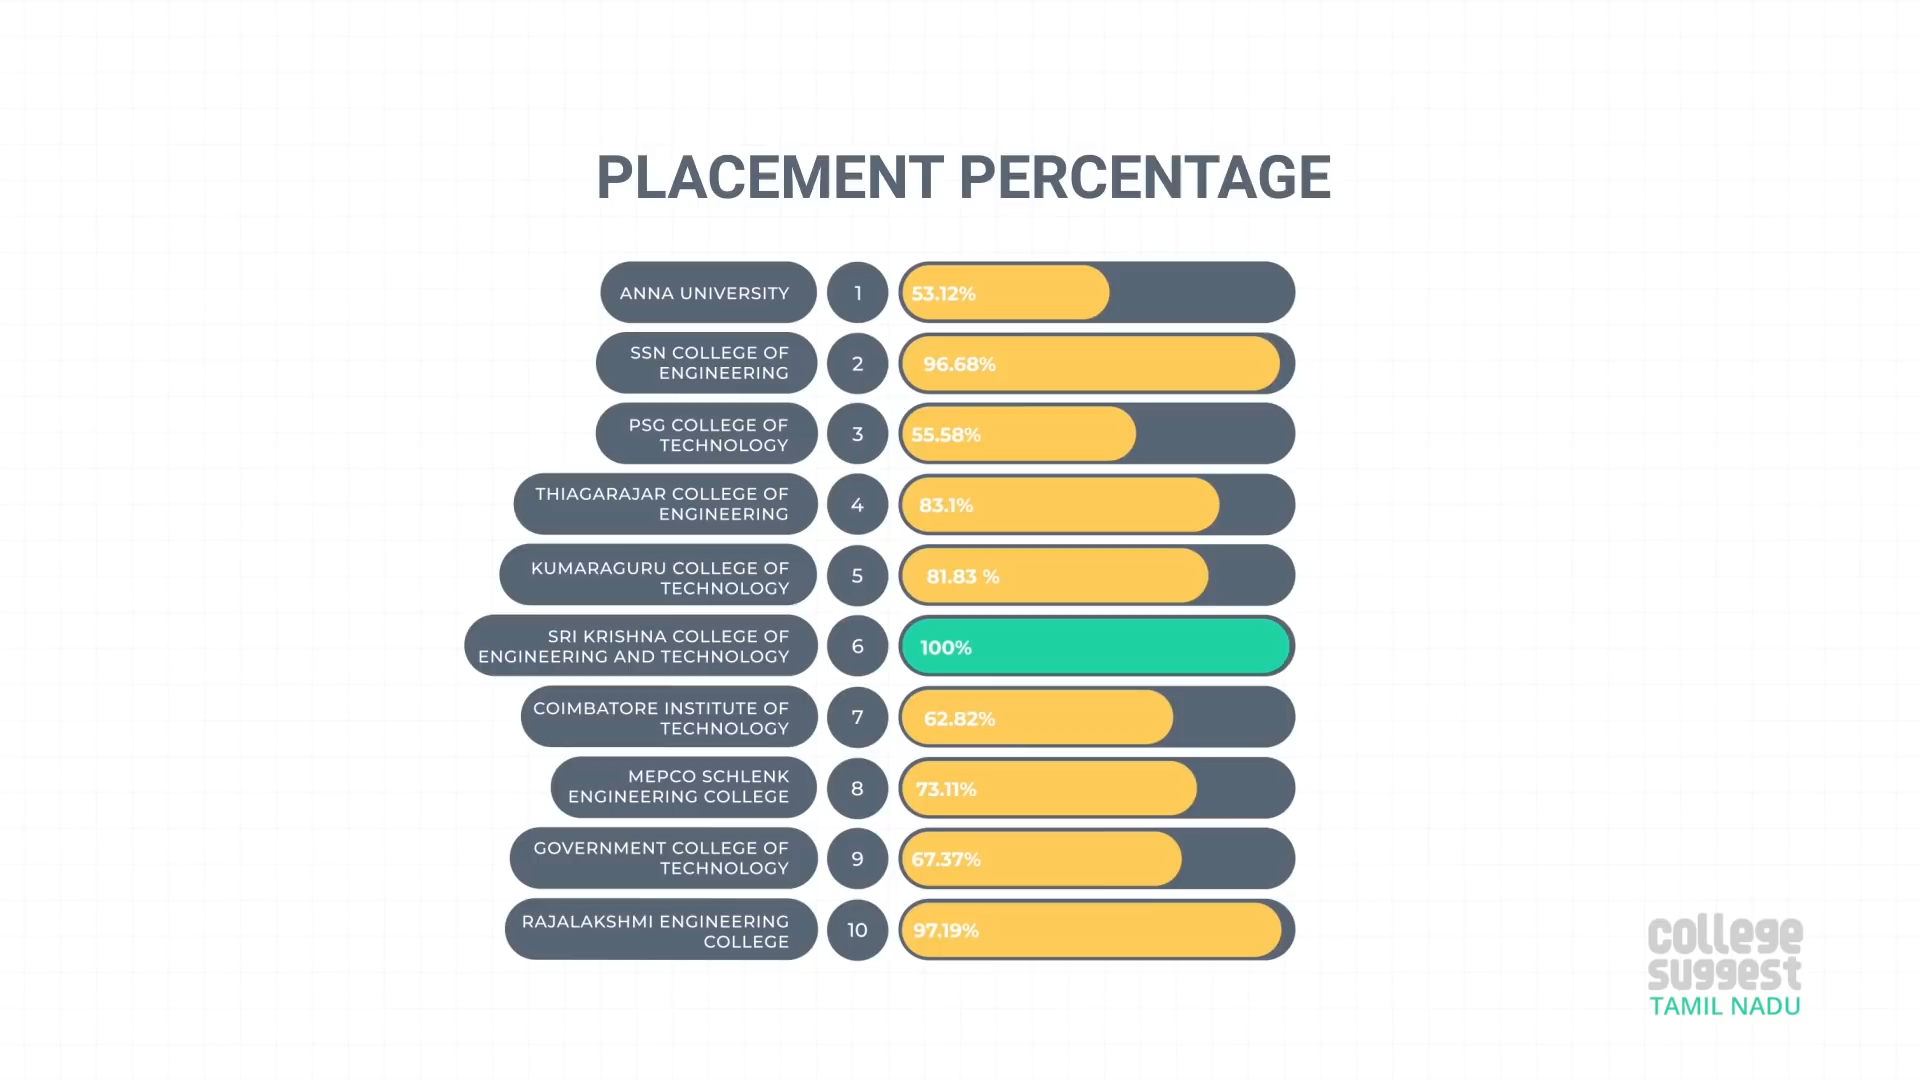 PLACEMENT PERCENTAGE
ANNA UNIVERSITY 1 53.12%
SSN COLLEGE OF
ENGINEERING
2 96.68%
PSG COLLEGE OF
TECHNOLOGY
3 55.58%
THIAGARAJAR COLLEGE OF
ENGINEERING
4 83.1%
KUMARAGURU COLLEGE OF
TECHNOLOGY
5 81.83 %
SRI KRISHNA COLLEGE OF
ENGINEERING AND TECHNOLOGY
6 100%
COIMBATORE INSTITUTE OF
TECHNOLOGY
7 62.82%
MEPCO SCHLENK
ENGINEERING COLLEGE
8 73.11%
GOVERNMENT COLLEGE OF
TECHNOLOGY
9 67.37%
RAJALAKSHMI ENGINEERING
COLLEGE
10 97.19%
college
suggest
TAMIL NADU